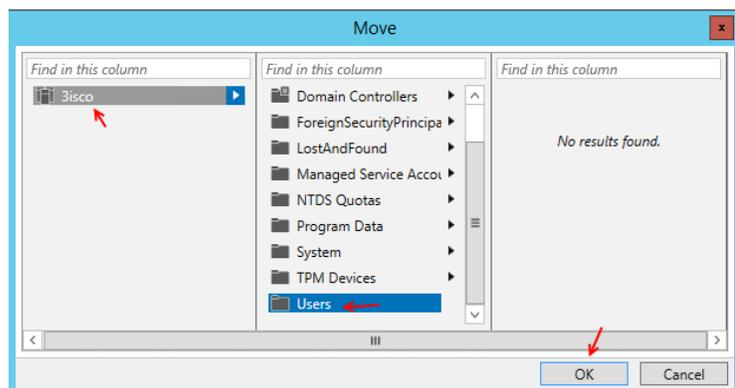 Move
x
Find in this column
Find in this column
Find in this column
3isco
Domain Controllers
ForeignSecurityPrincipa
LostAndFound
Managed Service Accou
NTDS Quotas
Program Data
System
TPM Devices
Users
No results found.
OK
Cancel